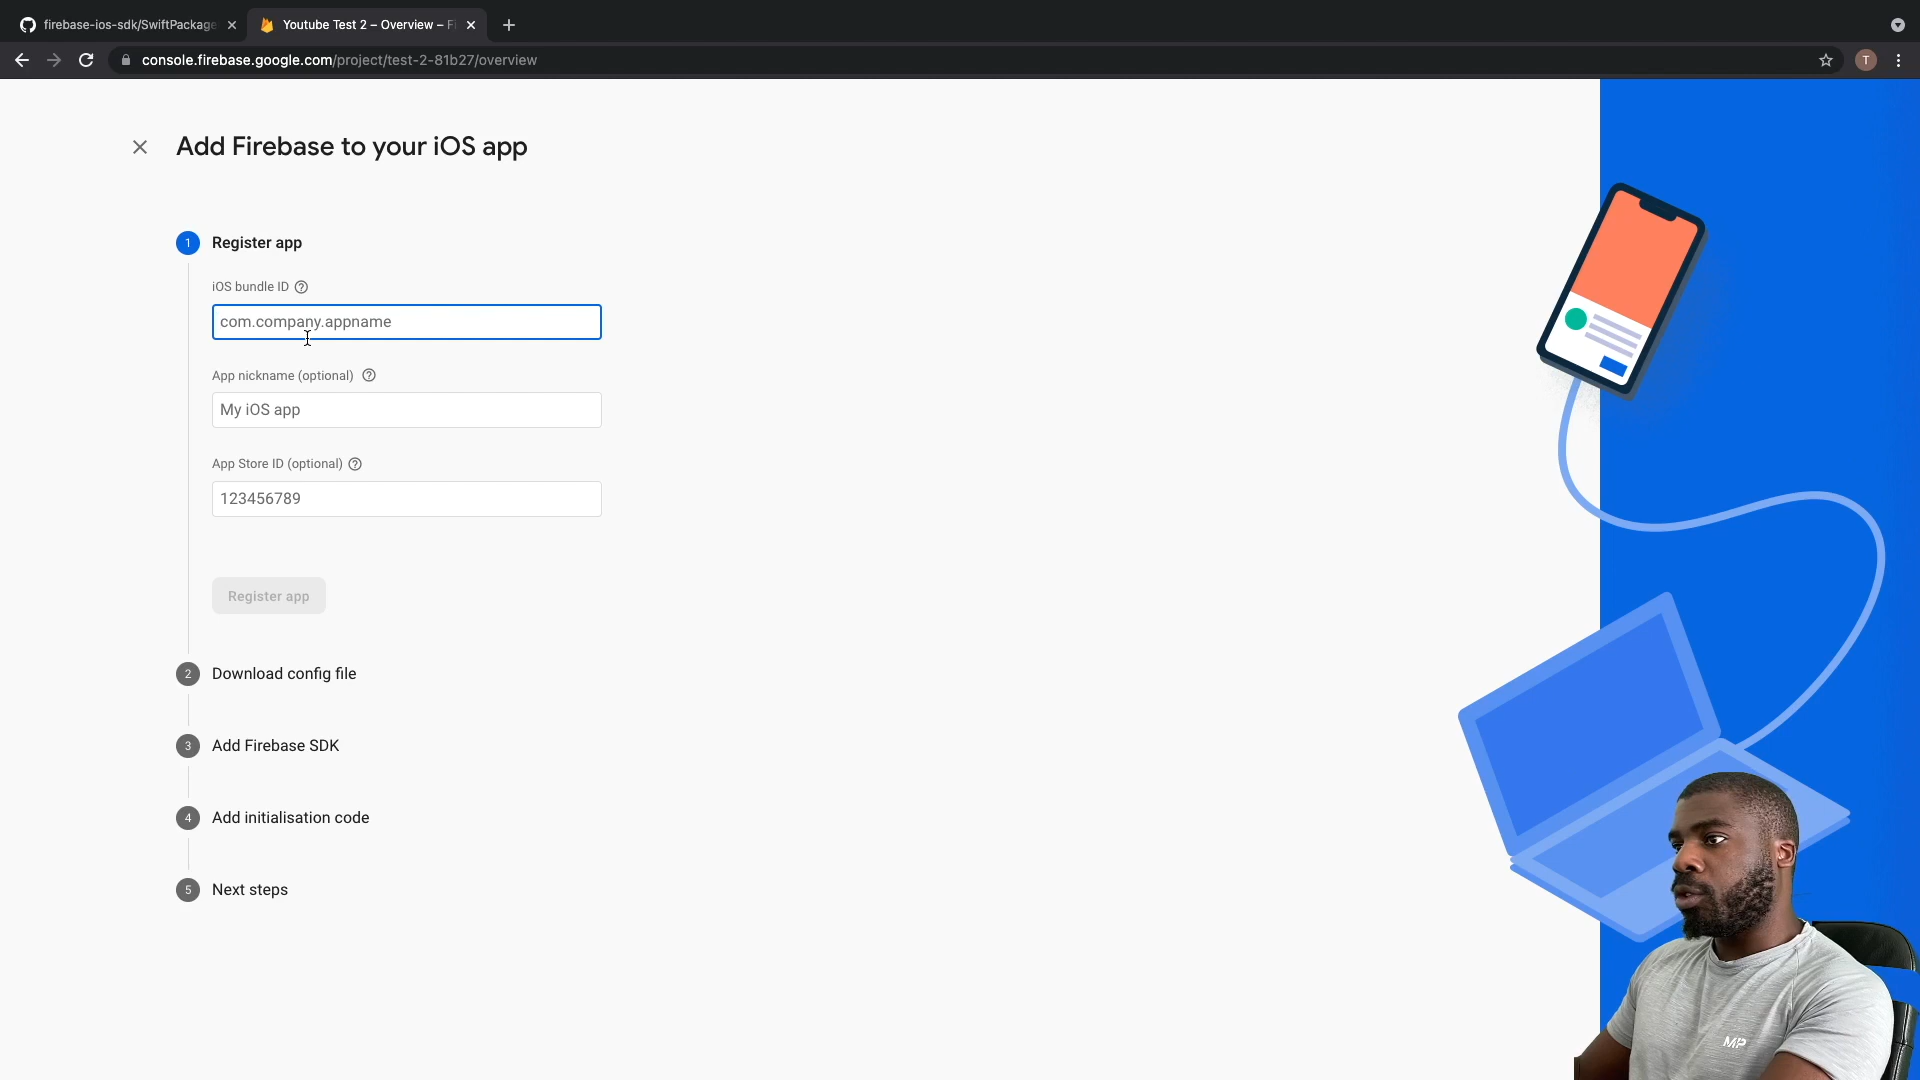 firebase-ios-sdk/SwiftPackage
Youtube Test 2 – Overview – Fi
console.firebase.google.com/project/test-2-81b27/overview
T
Add Firebase to your iOS app
1 Register app
iOS bundle ID
com.company.appname
App nickname (optional)
My iOS app
App Store ID (optional)
123456789
Register app
2 Download config file
3 Add Firebase SDK
4 Add initialisation code
5 Next steps
MP